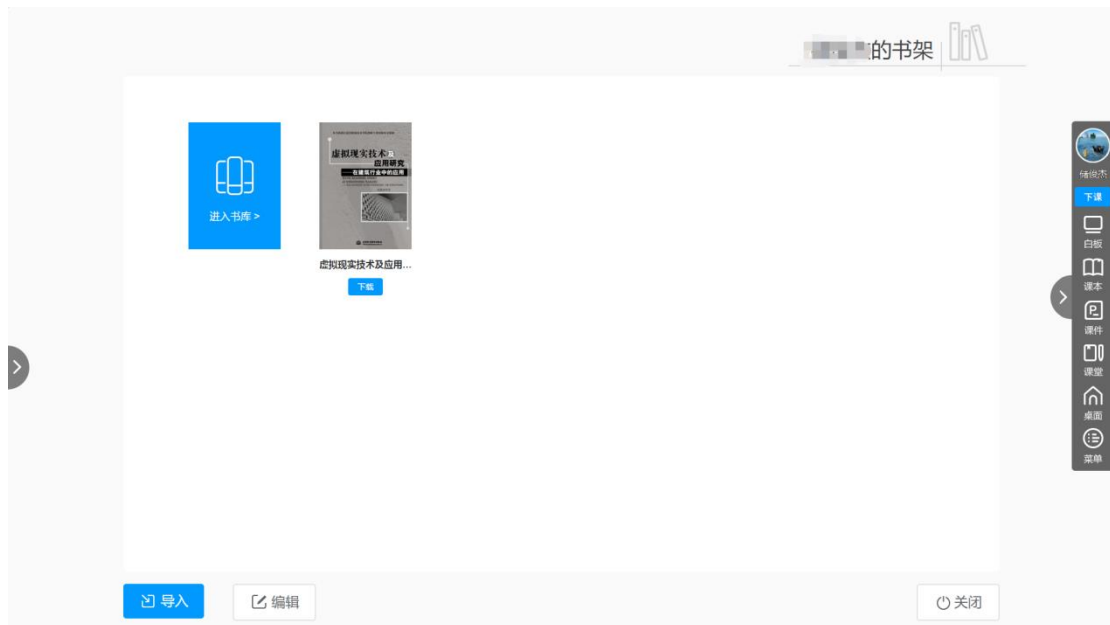 的书架
进入书库 >
虚拟现实技术及
应用研究
——在建筑行业中的应用
虚拟现实技术及应用...
下载
储俊杰
下课
白板
课本
课件
课堂
桌面
菜单
导入
编辑
关闭